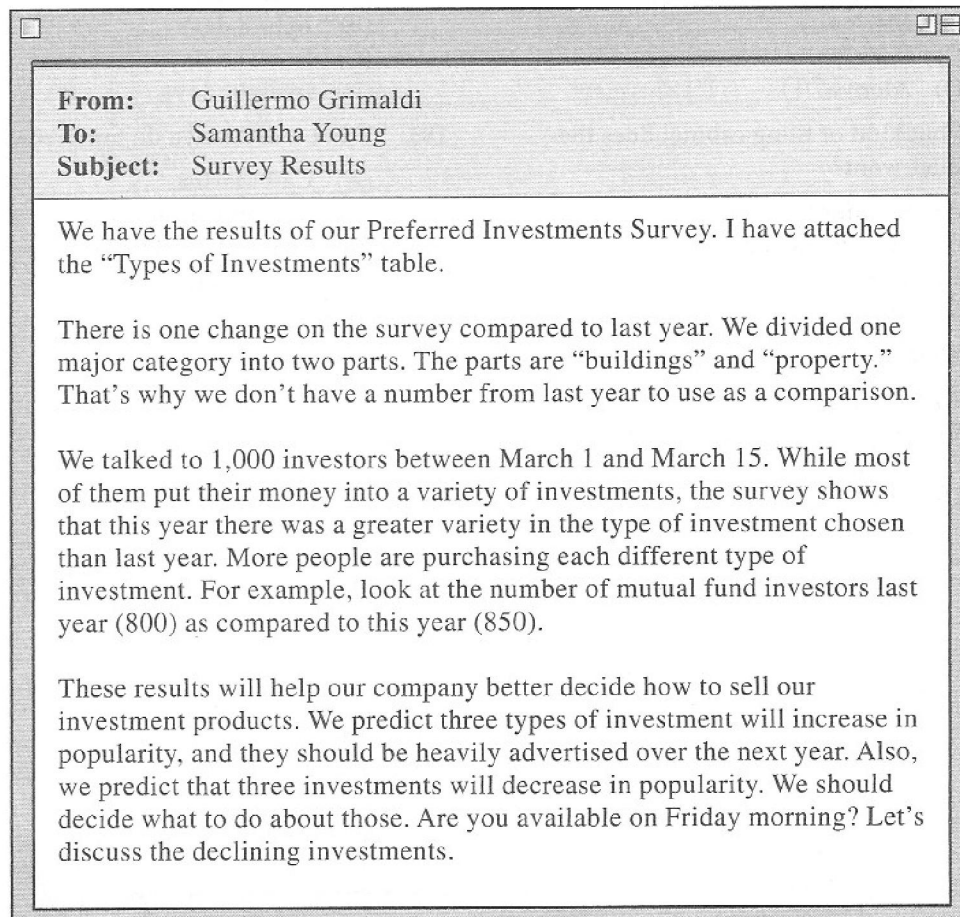 From: Guillermo Grimaldi
To: Samantha Young
Subject: Survey Results
We have the results of our Preferred Investments Survey. I have attached
the “Types of Investments” table.
There is one change on the survey compared to last year. We divided one
major category into two parts. The parts are “buildings” and “property.”
That’s why we don’t have a number from last year to use as a comparison.
We talked to 1,000 investors between March 1 and March 15. While most
of them put their money into a variety of investments, the survey shows
that this year there was a greater variety in the type of investment chosen
than last year. More people are purchasing each different type of
investment. For example, look at the number of mutual fund investors last
year (800) as compared to this year (850).
These results will help our company better decide how to sell our
investment products. We predict three types of investment will increase in
popularity, and they should be heavily advertised over the next year. Also,
we predict that three investments will decrease in popularity. We should
decide what to do about those. Are you available on Friday morning? Let’s
discuss the declining investments.